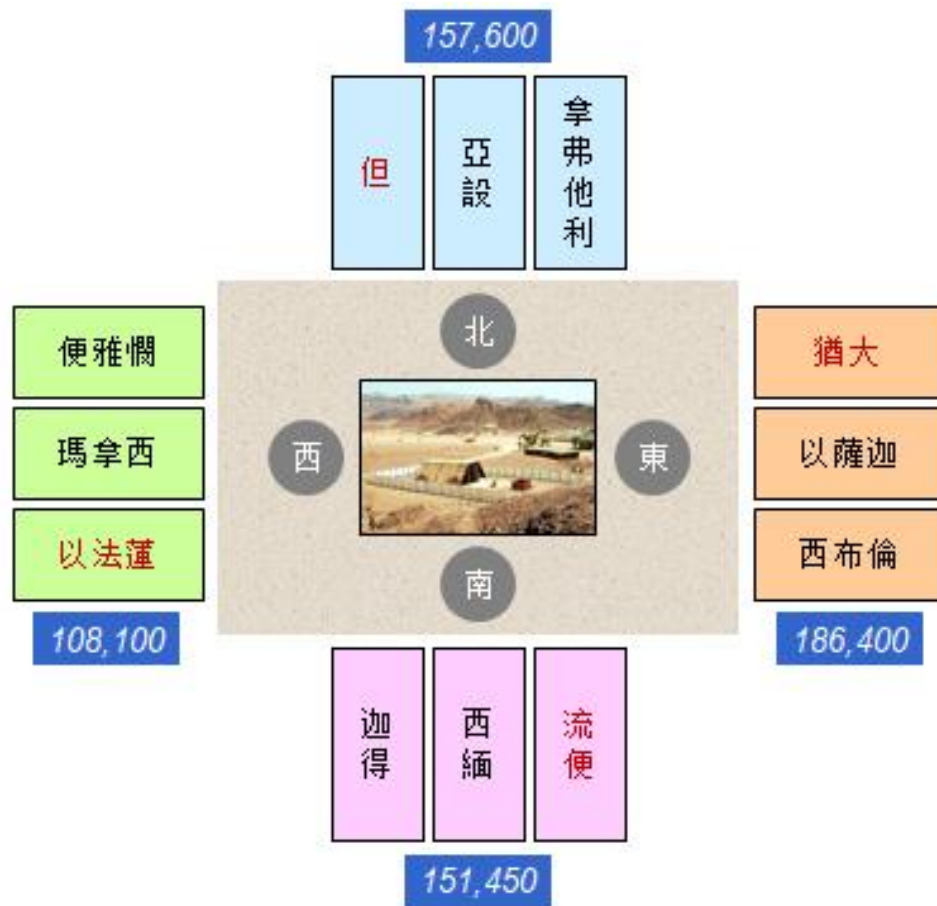 157,600
但
亞設
拿弗他利
北
便雅憫
瑪拿西
以法蓮
108,100
西
東
猶大
以薩迦
西布倫
186,400
南
迦得
西緬
流便
151,450